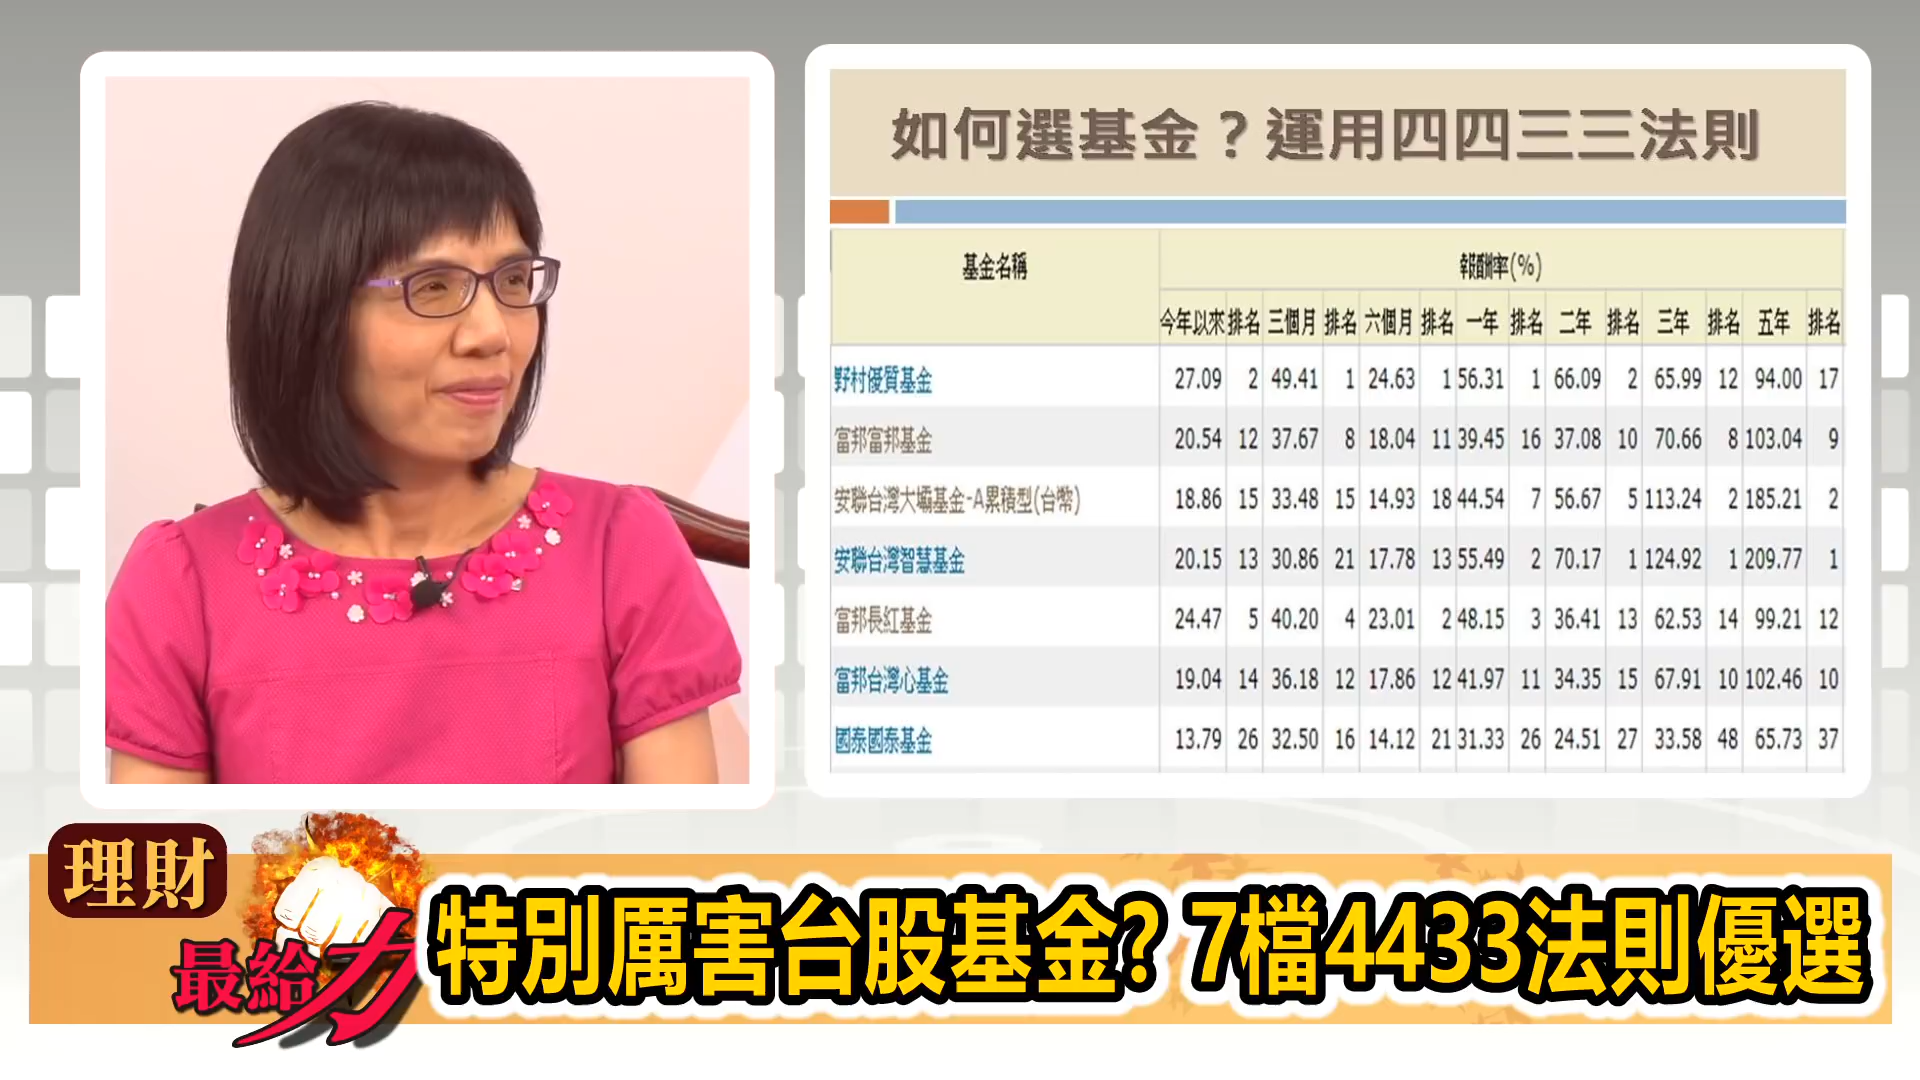 如何選基金？運用四四三三法則
基金名稱 報酬率(%)
今年以來 排名 三個月 排名 六個月 排名 一年 排名 二年 排名 三年 排名 五年 排名
野村優質基金 27.09 2 49.41 1 24.63 1 56.31 1 66.09 2 65.99 12 94.00 17
富邦富邦基金 20.54 12 37.67 8 18.04 11 39.45 16 37.08 10 70.66 8 103.04 9
安聯台灣大壩基金-A累積型(台幣) 18.86 15 33.48 15 14.93 18 44.54 7 56.67 5 113.24 2 185.21 2
安聯台灣智慧基金 20.15 13 30.86 21 17.78 13 55.49 2 70.17 1 124.92 1 209.77 1
富邦長紅基金 24.47 5 40.20 4 23.01 2 48.15 3 36.41 13 62.53 14 99.21 12
富邦台灣心基金 19.04 14 36.18 12 17.86 12 41.97 11 34.35 15 67.91 10 102.46 10
國泰國泰基金 13.79 26 32.50 16 14.12 21 31.33 26 24.51 27 33.58 48 65.73 37
理財
最給力
特別厲害台股基金? 7檔4433法則優選